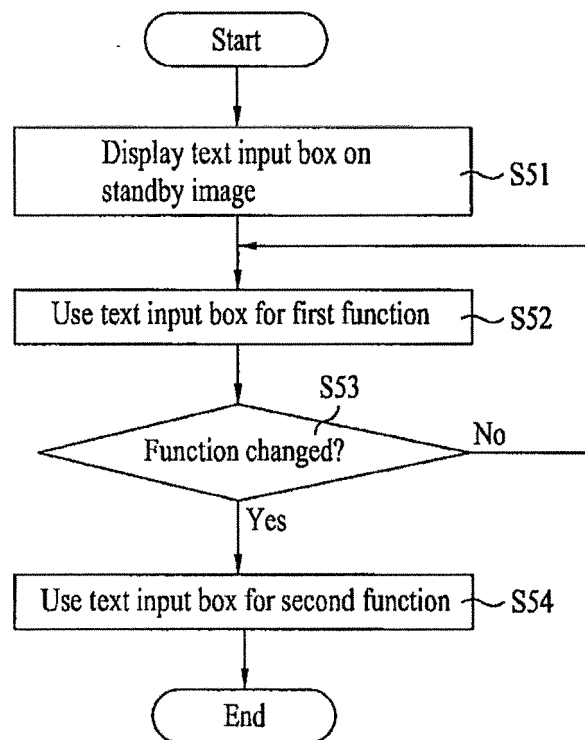 Start
Display text input box on
standby image
S51
Use text input box for first function
S52
S53
Function changed?
No
Yes
Use text input box for second function
S54
End